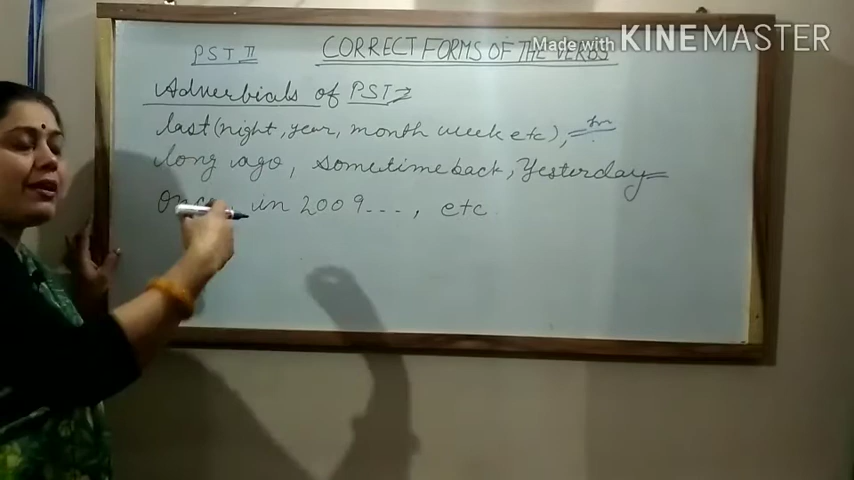 Made with KINEMASTER
PST II CORRECT FORMS OF THE VERBS
Adverbials of PST
last (night, year, month week etc),
long ago, sometime back, Yesterday
in 2009---, etc